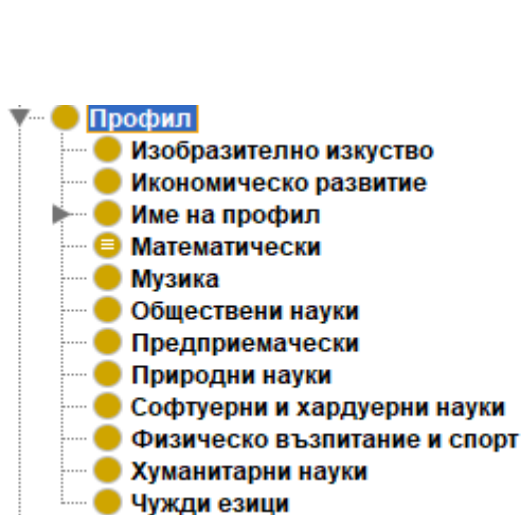 Профил
Изобразително изкуство
Икономическо развитие
Име на профил
Математически
Музика
Обществени науки
Предприемачески
Природни науки
Софтуерни и хардуерни науки
Физическо възпитание и спорт
Хуманитарни науки
Чужди езици